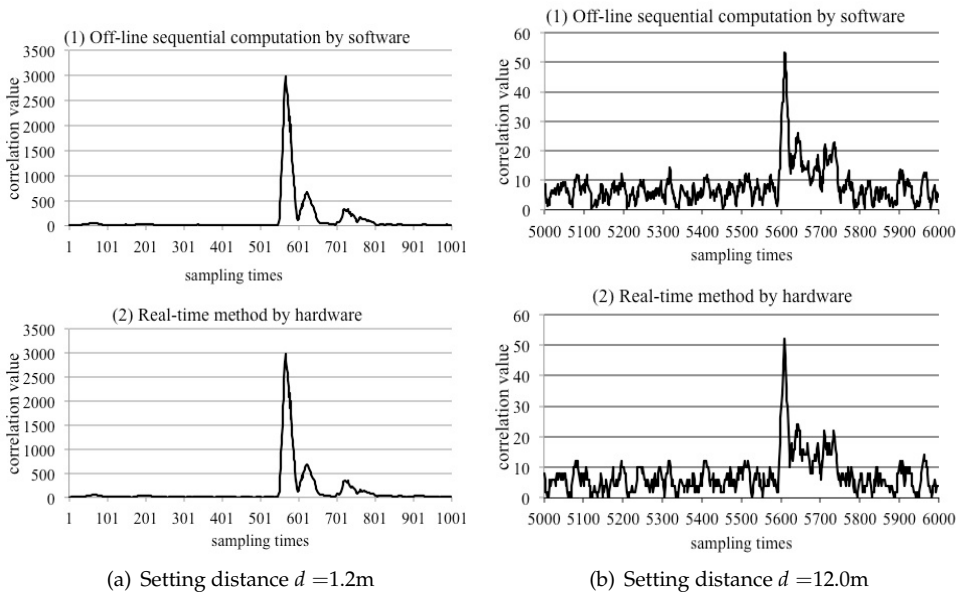 (1) Off-line sequential computation by software
3500
3000
2500
2000
1500
1000
500
0
correlation value
1 101 201 301 401 501 601 701 801 901 1001
sampling times
(2) Real-time method by hardware
3500
3000
2500
2000
1500
1000
500
0
correlation value
1 101 201 301 401 501 601 701 801 901 1001
sampling times
(a) Setting distance d =1.2m
(1) Off-line sequential computation by software
60
50
40
30
20
10
0
correlation value
5000 5100 5200 5300 5400 5500 5600 5700 5800 5900 6000
sampling times
(2) Real-time method by hardware
60
50
40
30
20
10
0
correlation value
5000 5100 5200 5300 5400 5500 5600 5700 5800 5900 6000
sampling times
(b) Setting distance d =12.0m